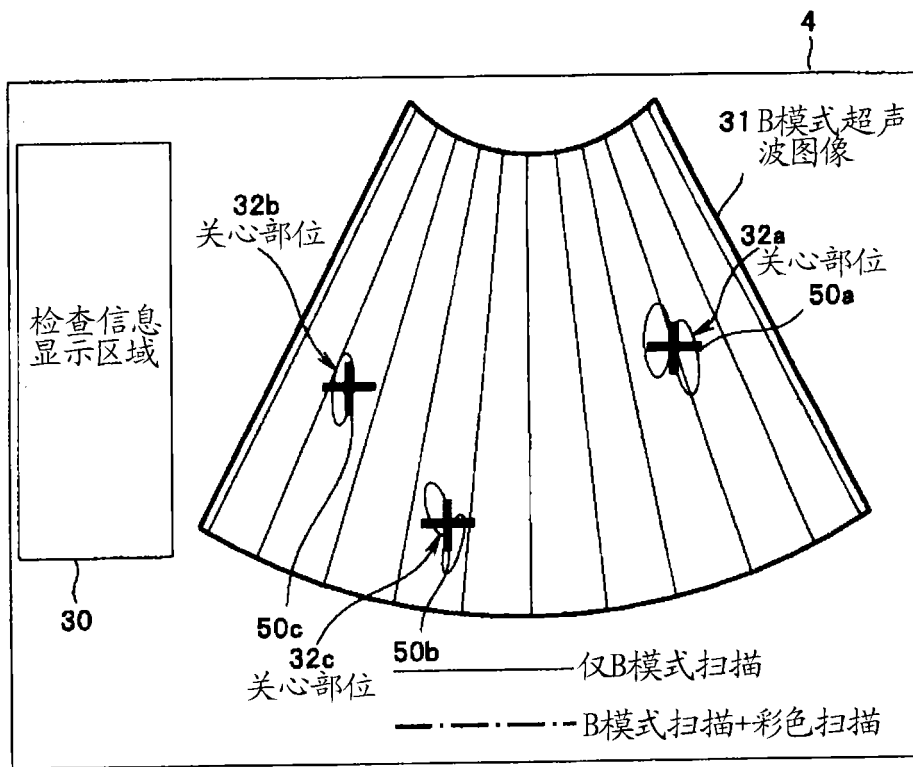 4
31 B模式超声
波图像
32b
关心部位
32a
关心部位
50a
检查信息
显示区域
30
50c
32c
关心部位
50b
仅B模式扫描
B模式扫描+彩色扫描